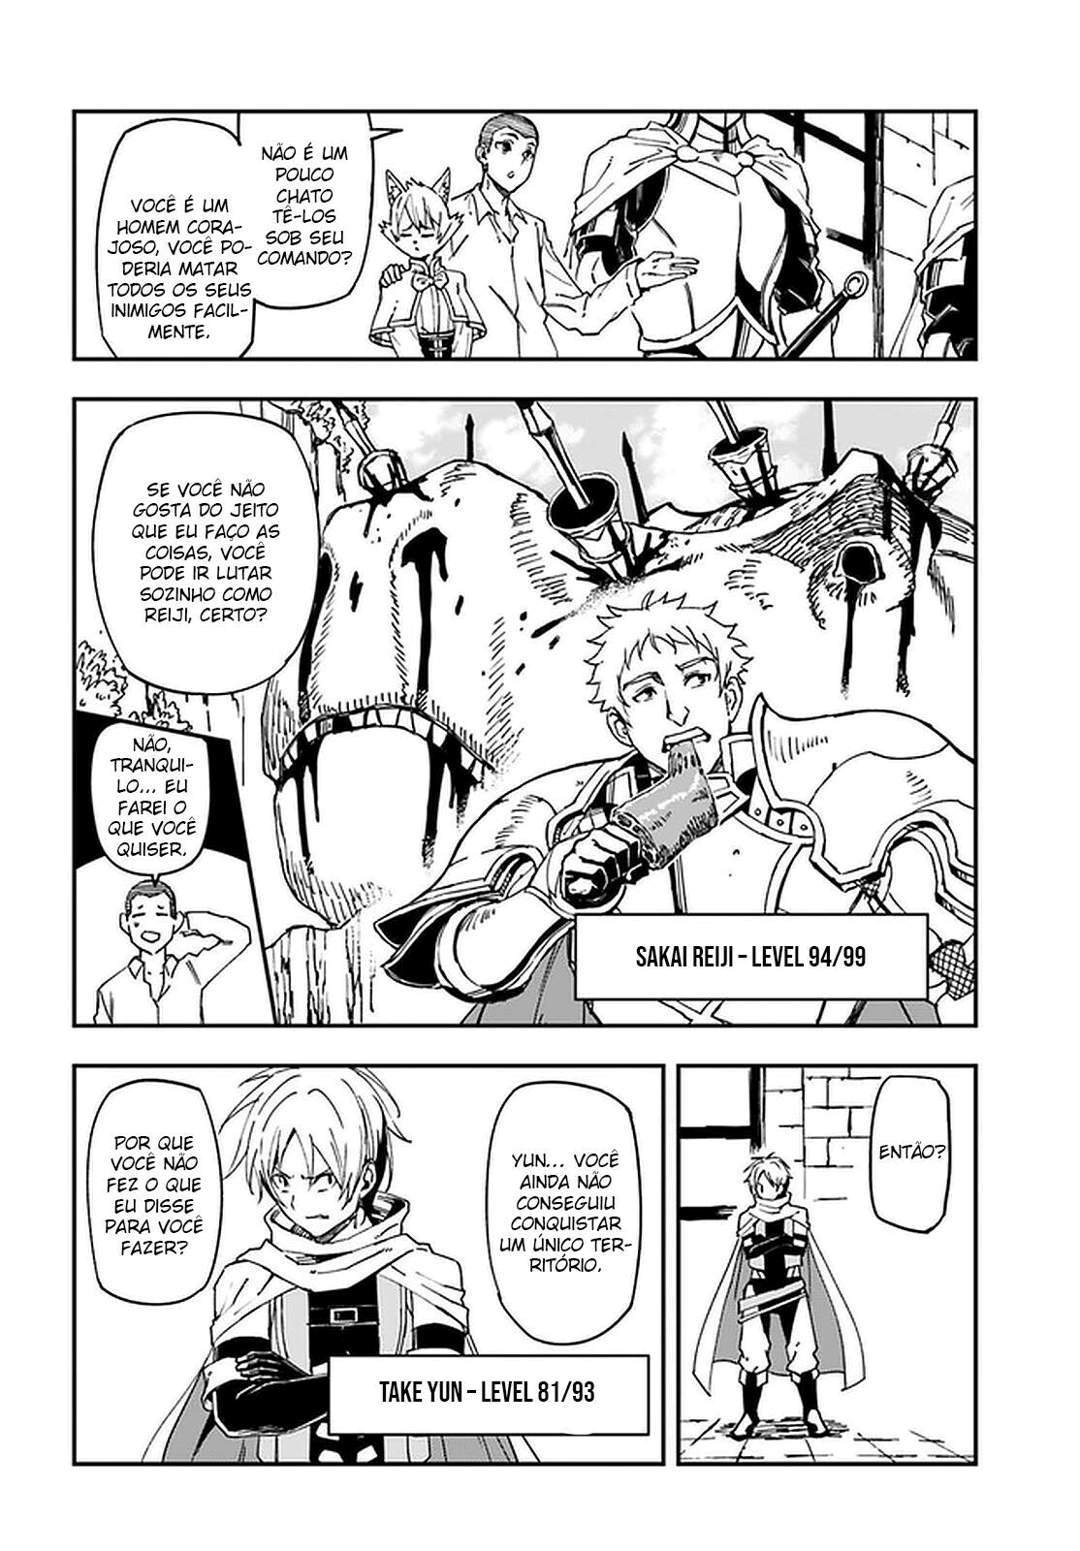 NÃO É UM
POUCO
CHATO
TÊ-LOS
SOB SEU
COMANDO?
VOCÊ É UM
HOMEM CORA-
JOSO, VOCÊ PO-
DERIA MATAR
TODOS OS SEUS
INIMIGOS FACIL-
MENTE.
SE VOCÊ NÃO
GOSTA DO JEITO
QUE EU FAÇO AS
COISAS, VOCÊ
PODE IR LUTAR
SOZINHO COMO
REIJI, CERTO?
SAKAI REIJI – LEVEL 94/99
NÃO,
TRANQUI-
LO... EU
FAREI O
QUE VOCÊ
QUISER.
ENTÃO?
YUN... VOCÊ
AINDA NÃO
CONSEGUIU
CONQUISTAR
UM ÚNICO TER-
RITÓRIO.
POR QUE
VOCÊ NÃO
FEZ O QUE
EU DISSE
PARA VOCÊ
FAZER?
TAKE YUN – LEVEL 81/93